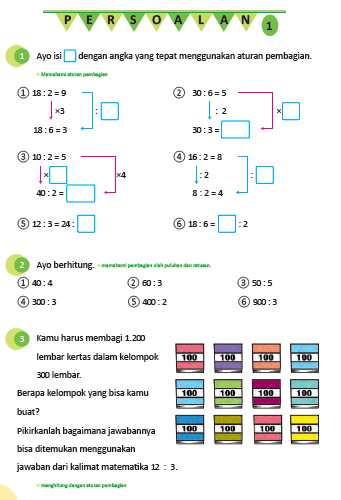 PERSOALAN 1
1 Ayo isi dengan angka yang tepat menggunakan aturan pembagian.
• Memahami aturan pembagian
① 18 : 2 = 9
×3 :
18 : 6 = 3
② 30 : 6 = 5
: 2 ×
30 : 3 =
③ 10 : 2 = 5
× ×4
40 : 2 =
④ 16 : 2 = 8
: 2 :
8 : 2 = 4
⑤ 12 : 3 = 24 :
⑥ 18 : 6 = : 2
2 Ayo berhitung. • memahami pembagian oleh puluhan dan ratusan.
① 40 : 4 ② 60 : 3 ③ 50 : 5
④ 300 : 3 ⑤ 400 : 2 ⑥ 900 : 3
3 Kamu harus membagi 1.200
lembar kertas dalam kelompok
300 lembar.
Berapa kelompok yang bisa kamu
buat?
Pikirkanlah bagaimana jawabannya
bisa ditemukan menggunakan
jawaban dari kalimat matematika 12 : 3.
• menghitung dengan aturan pembagian
100 100 100 100
100 100 100 100
100 100 100 100